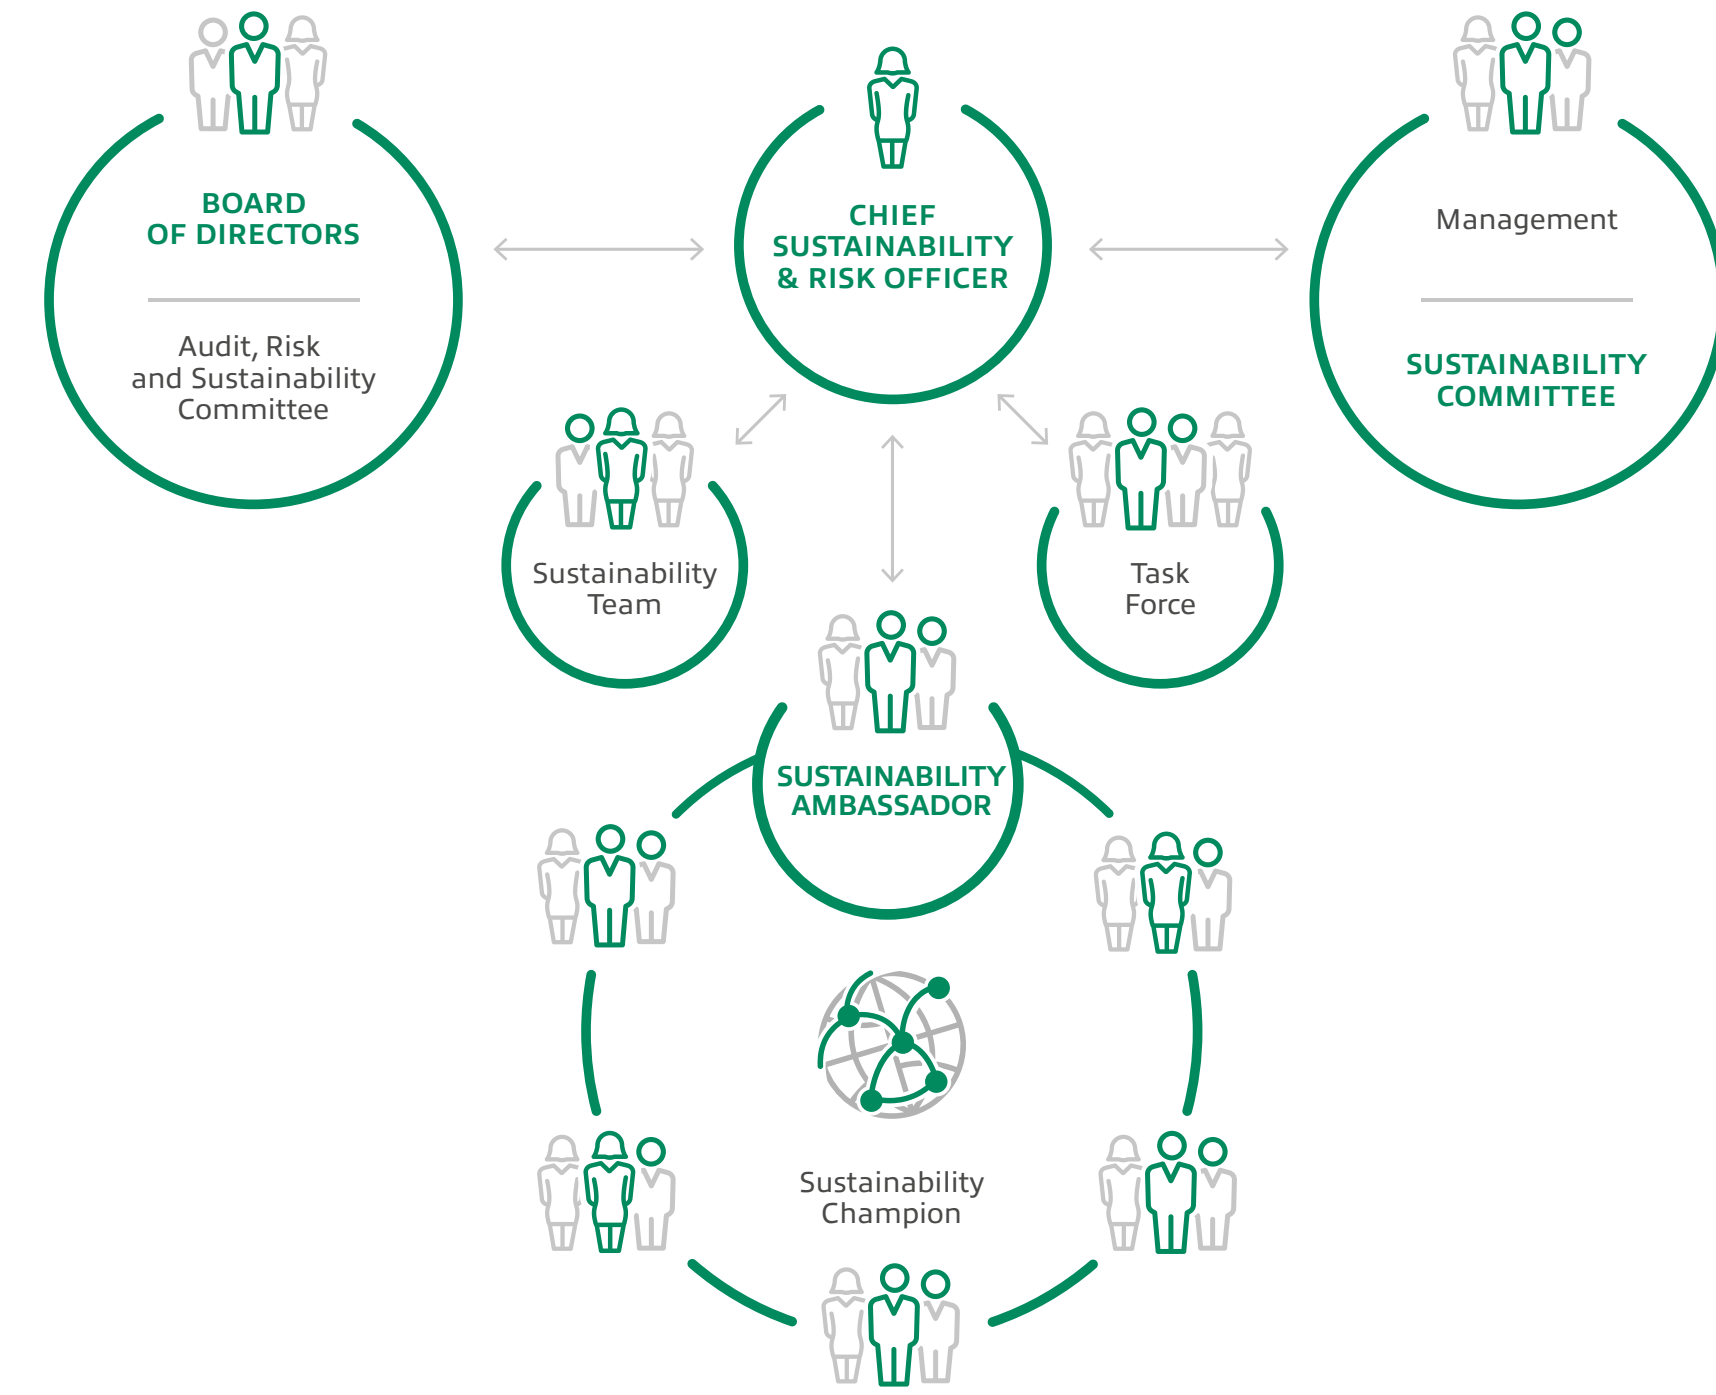 BOARD
OF DIRECTORS
Audit, Risk
and Sustainability
Committee
CHIEF
SUSTAINABILITY
& RISK OFFICER
Management
SUSTAINABILITY
COMMITTEE
Sustainability
Team
Task
Force
SUSTAINABILITY
AMBASSADOR
Sustainability
Champion